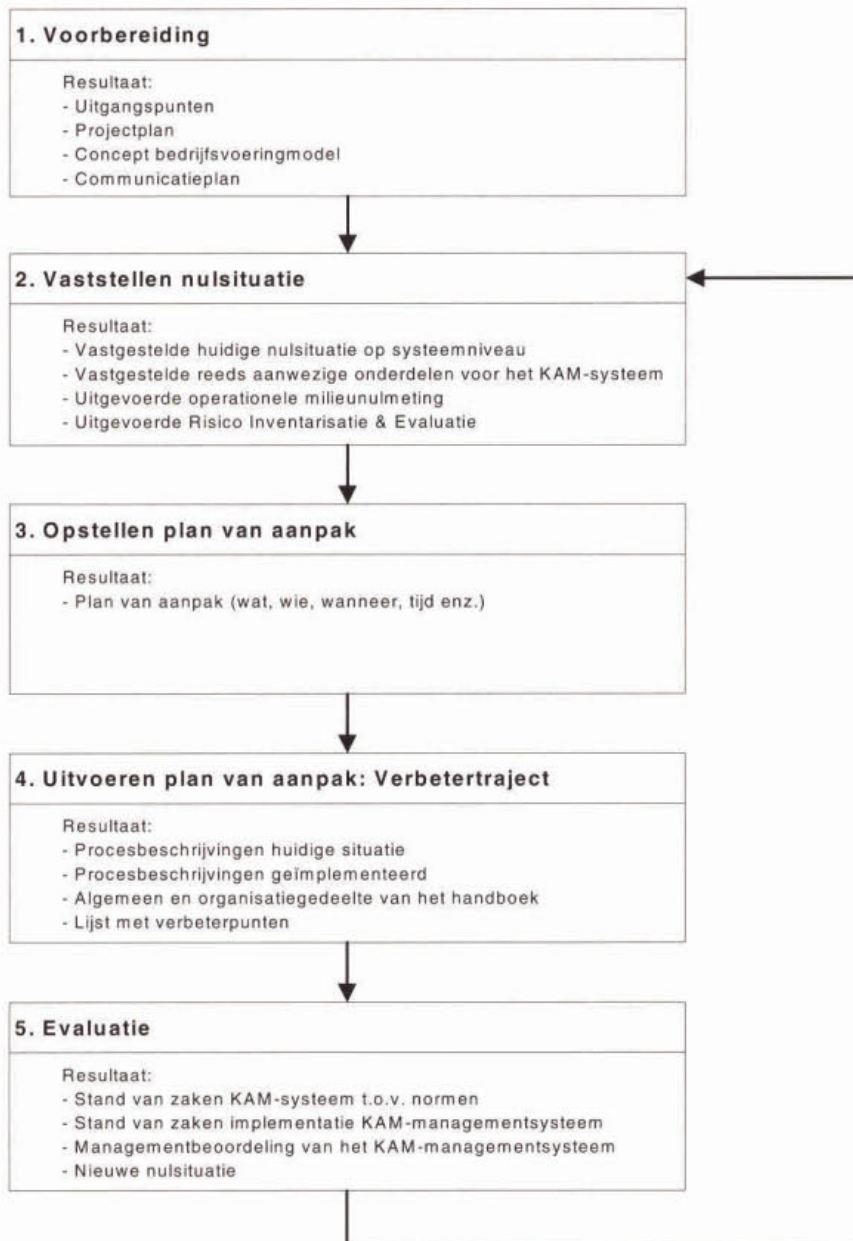 1. Voorbereiding
Resultaat:
- Uitgangspunten
- Projectplan
- Concept bedrijfsvoeringmodel
- Communicatieplan
2. Vaststellen nulsituatie
Resultaat:
- Vastgestelde huidige nulsituatie op systeemniveau
- Vastgestelde reeds aanwezige onderdelen voor het KAM-systeem
- Uitgevoerde operationele milieunulmeting
- Uitgevoerde Risico Inventarisatie & Evaluatie
3. Opstellen plan van aanpak
Resultaat:
- Plan van aanpak (wat, wie, wanneer, tijd enz.)
4. Uitvoeren plan van aanpak: Verbetertraject
Resultaat:
- Procesbeschrijvingen huidige situatie
- Procesbeschrijvingen geïmplementeerd
- Algemeen en organisatiegedeelte van het handboek
- Lijst met verbeterpunten
5. Evaluatie
Resultaat:
- Stand van zaken KAM-systeem t.o.v. normen
- Stand van zaken implementatie KAM-managementsysteem
- Managementbeoordeling van het KAM-managementsysteem
- Nieuwe nulsituatie